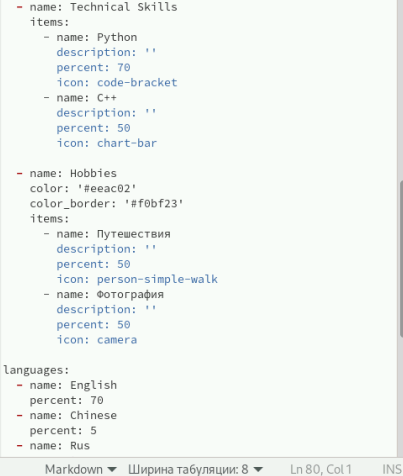 - name: Technical Skills
items:
- name: Python
description: ''
percent: 70
icon: code-bracket
- name: C++
description: ''
percent: 50
icon: chart-bar
- name: Hobbies
color: '#eeac02'
color_border: '#f0bf23'
items:
- name: Путешествия
description: ''
percent: 50
icon: person-simple-walk
- name: Фотография
description: ''
percent: 50
icon: camera
languages:
- name: English
percent: 70
- name: Chinese
percent: 5
- name: Rus
Markdown Ширина табуляции: 8 Ln 80, Col 1 INS